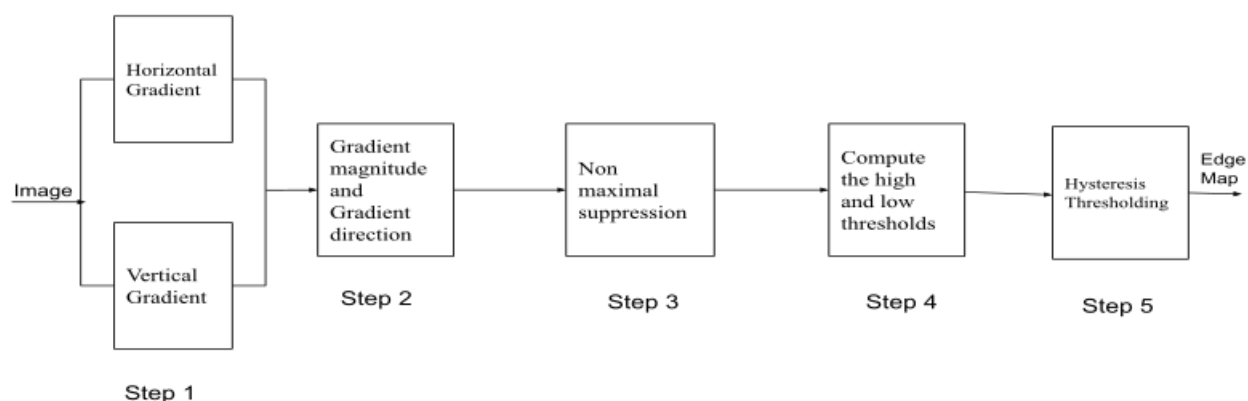 Image
Horizontal
Gradient
Vertical
Gradient
Step 1
Gradient
magnitude
and
Gradient
direction
Step 2
Non
maximal
suppression
Step 3
Compute
the high
and low
thresholds
Step 4
Hysteresis
Thresholding
Step 5
Edge
Map